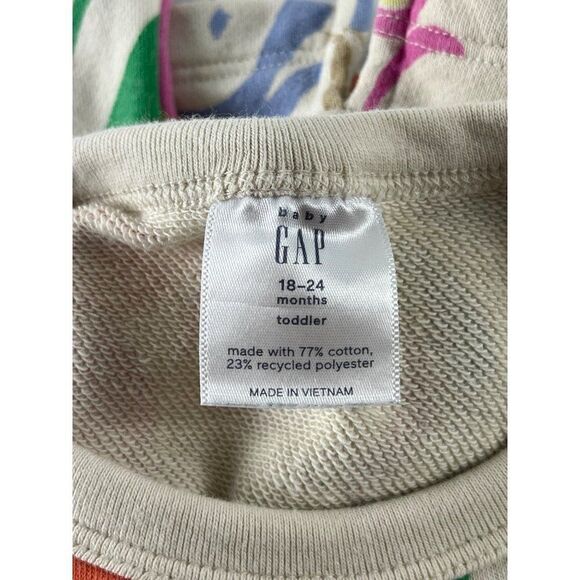 baby
GAP
18–24
months
toddler
made with 77% cotton,
23% recycled polyester
MADE IN VIETNAM